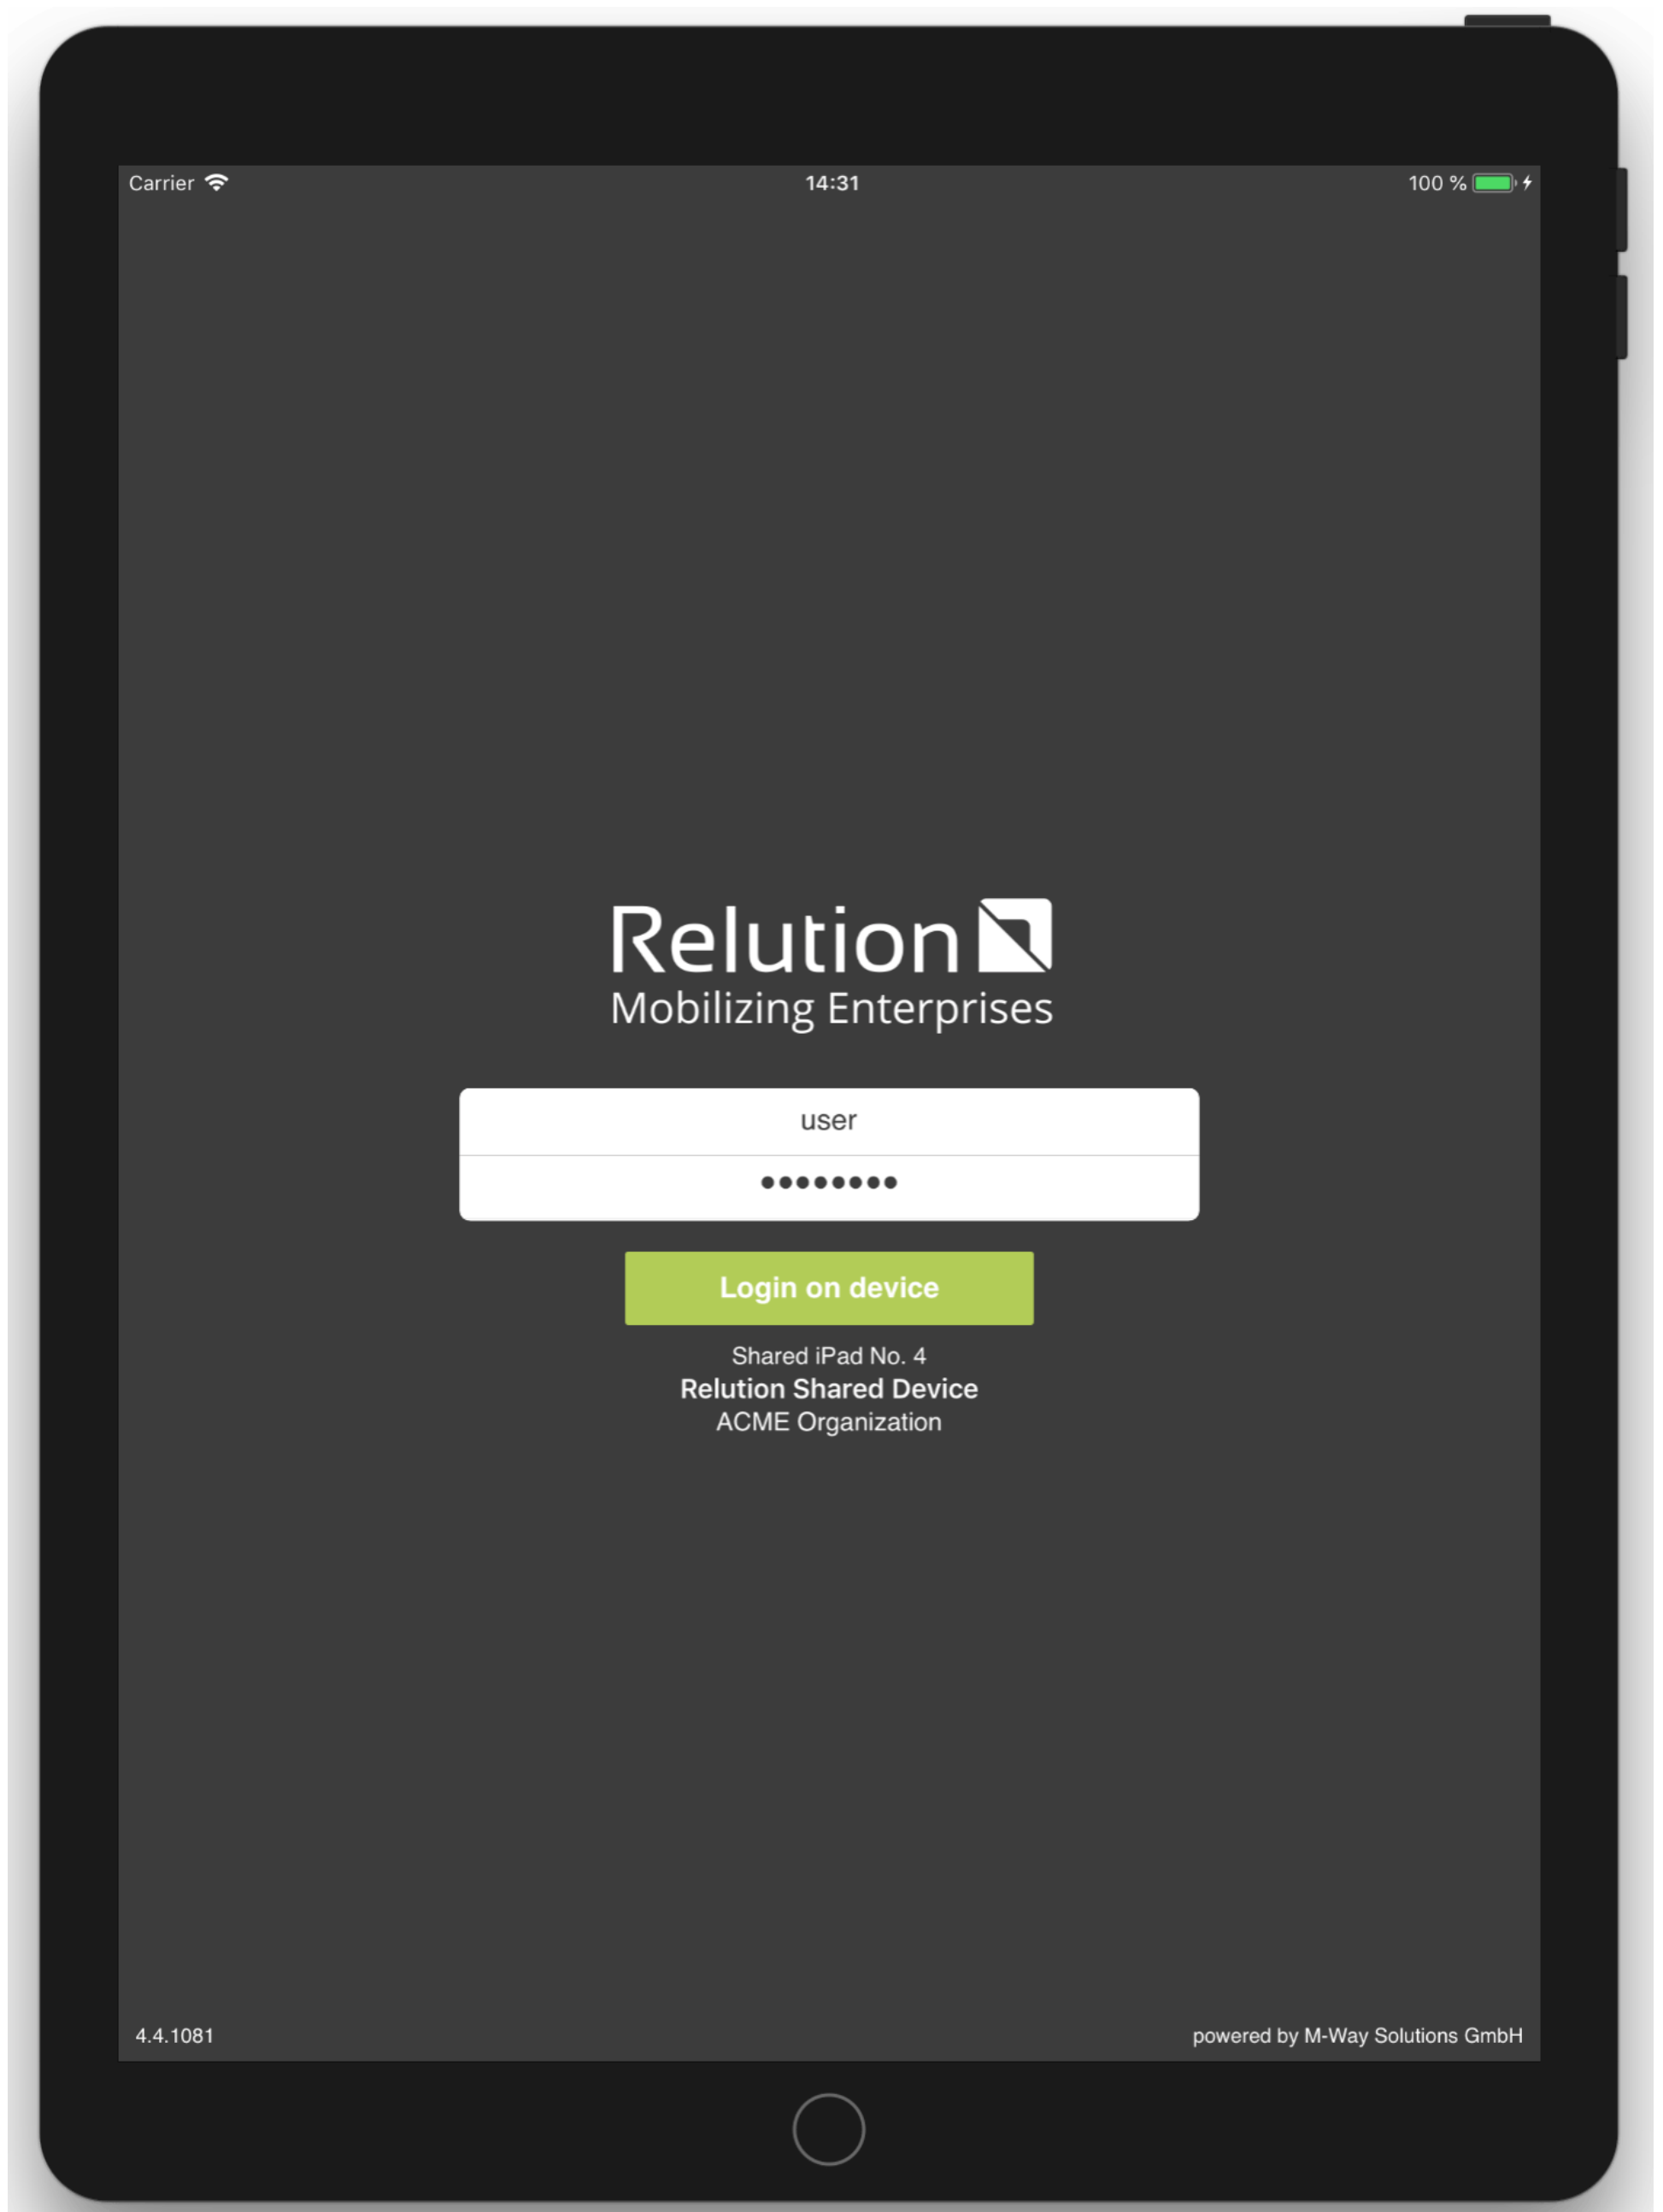 Carrier
14:31
100 %
Relution
Mobilizing Enterprises
user
••••••••
Login on device
Shared iPad No. 4
Relution Shared Device
ACME Organization
4.4.1081
powered by M-Way Solutions GmbH